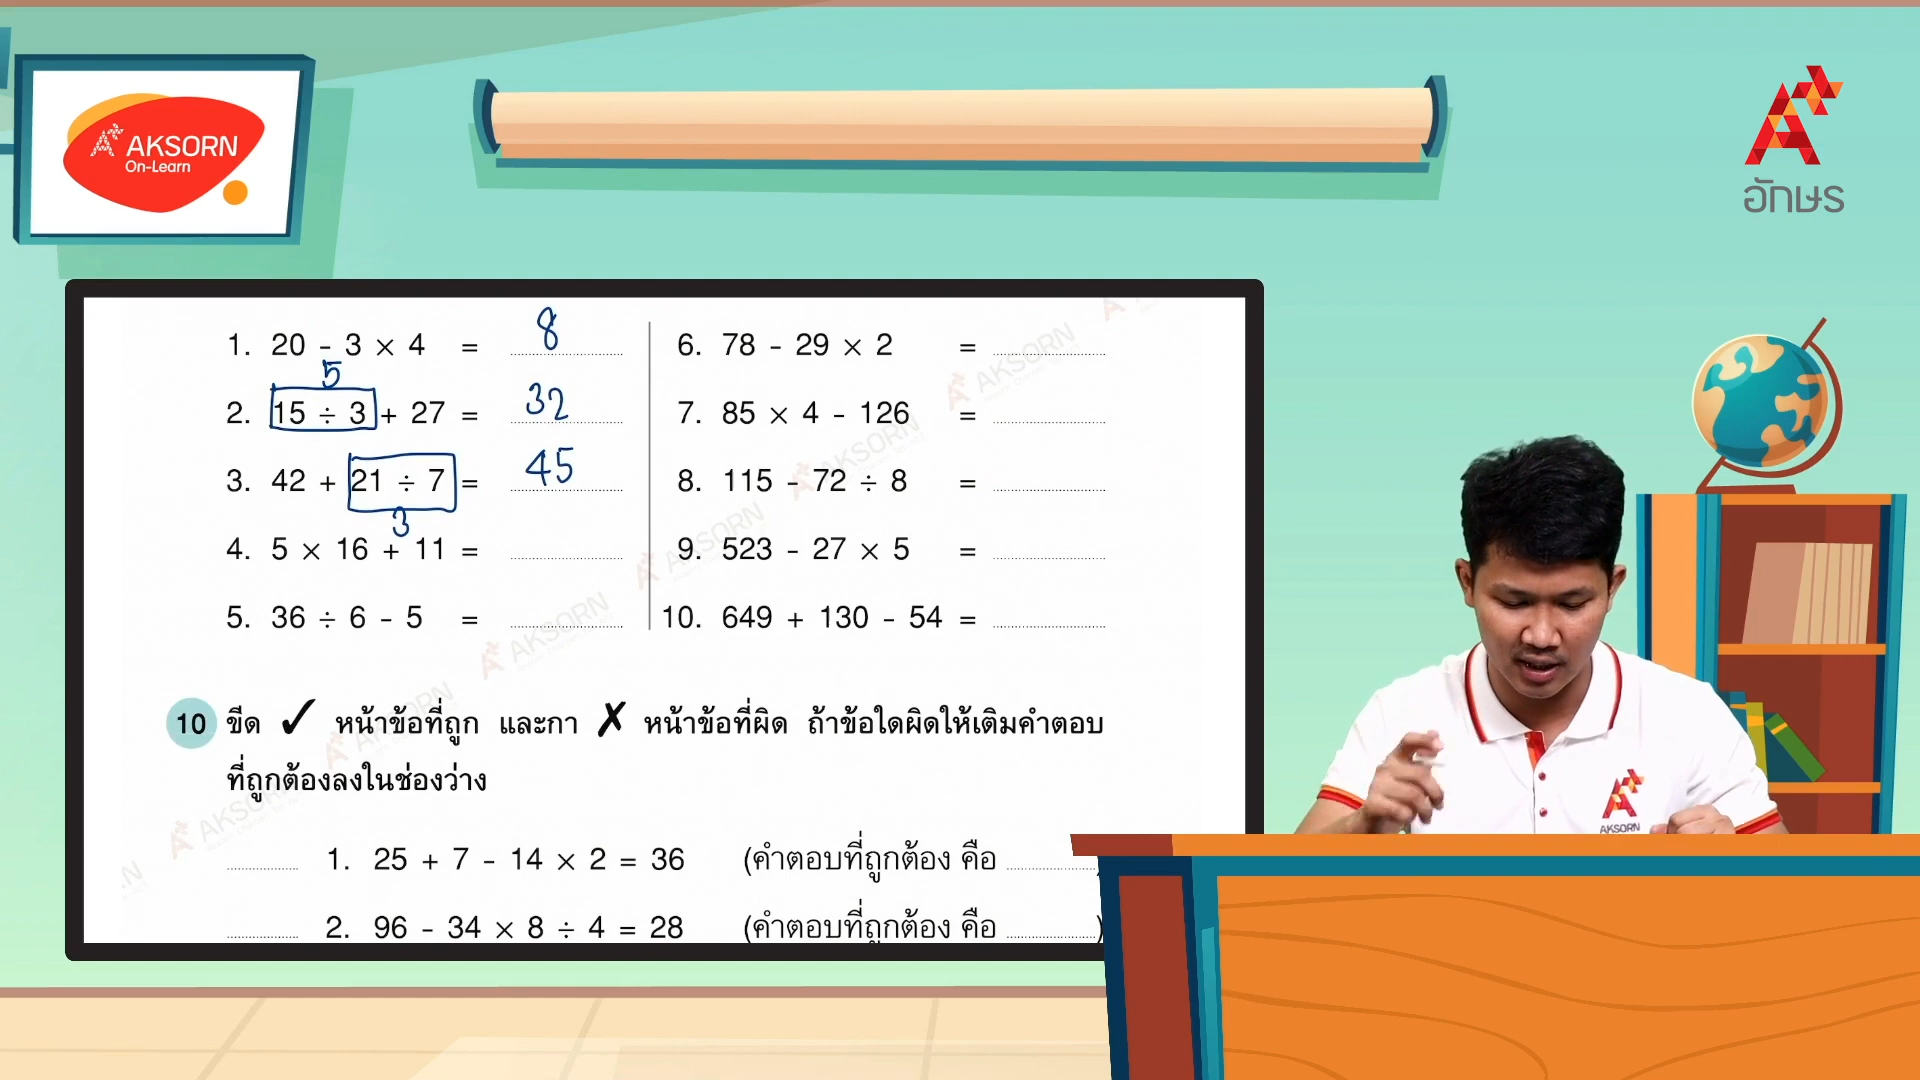 AKSORN
On-Learn
อักษร
1. 20 - 3 × 4 = 8
5
2. 15 ÷ 3 + 27 = 32
3. 42 + 21 ÷ 7 = 45
3
4. 5 × 16 + 11 =
5. 36 ÷ 6 - 5 =
6. 78 - 29 × 2 =
7. 85 × 4 - 126 =
8. 115 - 72 ÷ 8 =
9. 523 - 27 × 5 =
10. 649 + 130 - 54 =
10 ขีด ✓ หน้าข้อที่ถูก และกา ✗ หน้าข้อที่ผิด ถ้าข้อใดผิดให้เติมคำตอบ
ที่ถูกต้องลงในช่องว่าง
1. 25 + 7 - 14 × 2 = 36 (คำตอบที่ถูกต้อง คือ
2. 96 - 34 × 8 ÷ 4 = 28 (คำตอบที่ถูกต้อง คือ )
AKSORN
AKSORN
AKSORN
AKSORN
AKSORN
AKSORN
AKSORN